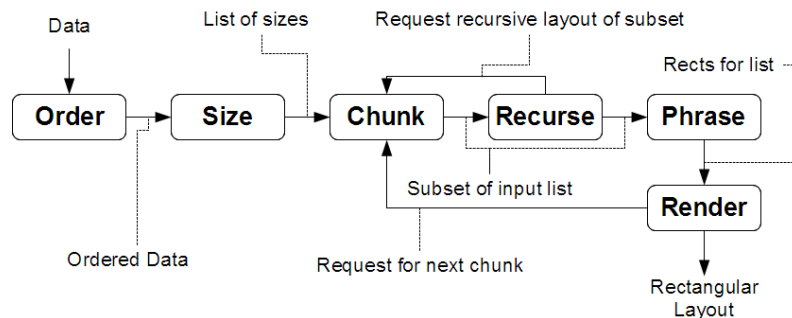 Data
List of sizes
Request recursive layout of subset
Rects for list
Order
Size
Chunk
Recurse
Phrase
Subset of input list
Render
Ordered Data
Request for next chunk
Rectangular
Layout